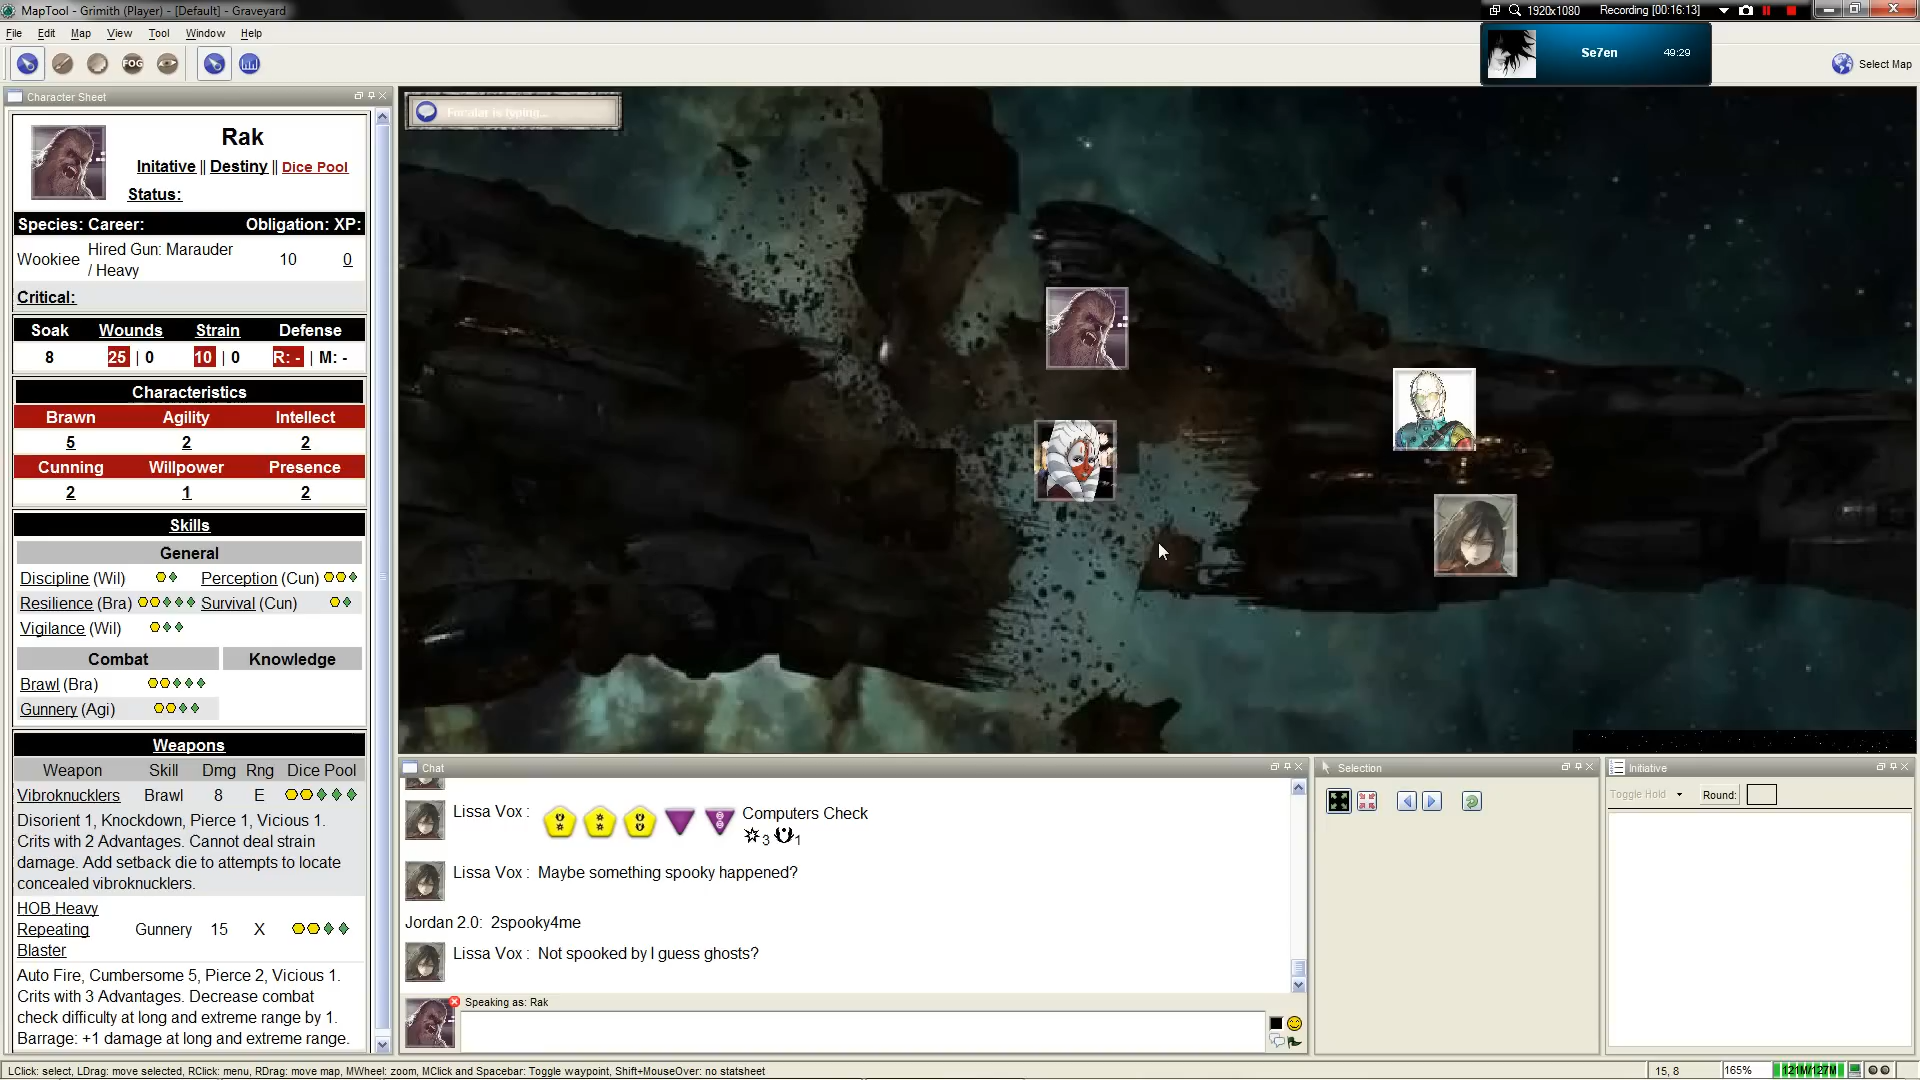 MapTool - Grimith (Player) - [Default] - Graveyard
1920x1080 Recording [00:16:13]
File Edit Map View Tool Window Help
Se7en 49:29
FOG
Select Map
Character Sheet
Rak
Initative || Destiny || Dice Pool
Status:
Species: Career: Obligation: XP:
Wookiee Hired Gun: Marauder / Heavy 10 0
Critical:
Soak Wounds Strain Defense
8 25 | 0 10 | 0 R: - | M: -
Characteristics
Brawn Agility Intellect
5 2 2
Cunning Willpower Presence
2 1 2
Skills
General
Discipline (Wil) Perception (Cun)
Resilience (Bra) Survival (Cun)
Vigilance (Wil)
Combat Knowledge
Brawl (Bra)
Gunnery (Agi)
Weapons
Weapon Skill Dmg Rng Dice Pool
Vibroknucklers Brawl 8 E
Disorient 1, Knockdown, Pierce 1, Vicious 1.
Crits with 2 Advantages. Cannot deal strain
damage. Add setback die to attempts to locate
concealed vibroknucklers.
HOB Heavy
Repeating Gunnery 15 X
Blaster
Auto Fire, Cumbersome 5, Pierce 2, Vicious 1.
Crits with 3 Advantages. Decrease combat
check difficulty at long and extreme range by 1.
Barrage: +1 damage at long and extreme range.
is typing...
Chat
Lissa Vox : Computers Check
3 1
Lissa Vox : Maybe something spooky happened?
Jordan 2.0: 2spooky4me
Lissa Vox : Not spooked by I guess ghosts?
Speaking as: Rak
Selection
Initiative
Toggle Hold Round:
LClick: select, LDrag: move selected, RClick: menu, RDrag: move map, MWheel: zoom, MClick and Spacebar: Toggle waypoint, Shift+MouseOver: no statsheet
15, 8 165% 121M/127M